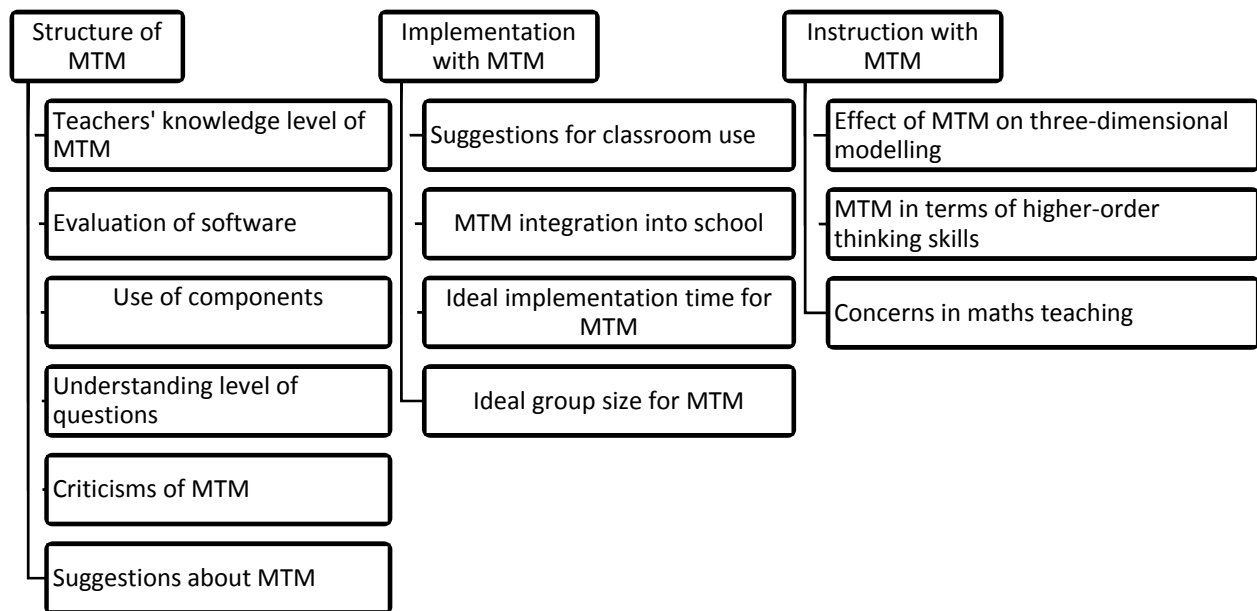 Structure of
MTM
Teachers' knowledge level of
MTM
Evaluation of software
Use of components
Understanding level of
questions
Criticisms of MTM
Suggestions about MTM
Implementation
with MTM
Suggestions for classroom use
MTM integration into school
Ideal implementation time for
MTM
Ideal group size for MTM
Instruction with
MTM
Effect of MTM on three-dimensional
modelling
MTM in terms of higher-order
thinking skills
Concerns in maths teaching